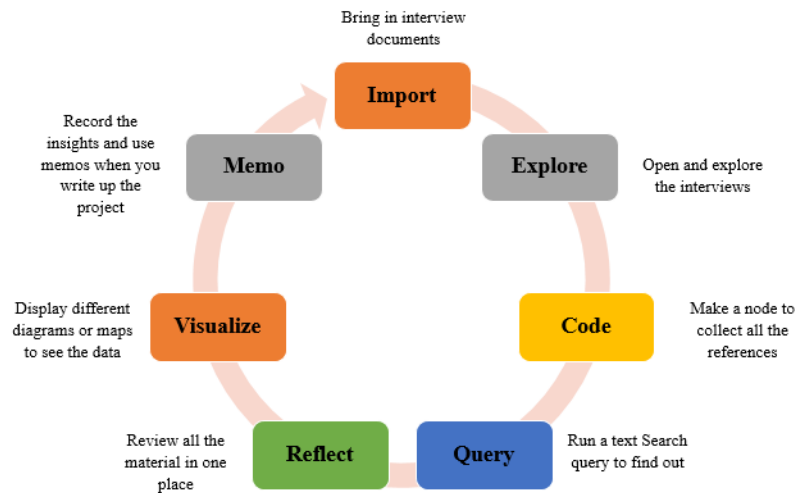 Bring in interview
documents
Import
Explore
Open and explore
the interviews
Code
Make a node to
collect all the
references
Query
Run a text Search
query to find out
Reflect
Review all the
material in one
place
Visualize
Display different
diagrams or maps
to see the data
Memo
Record the
insights and use
memos when you
write up the
project